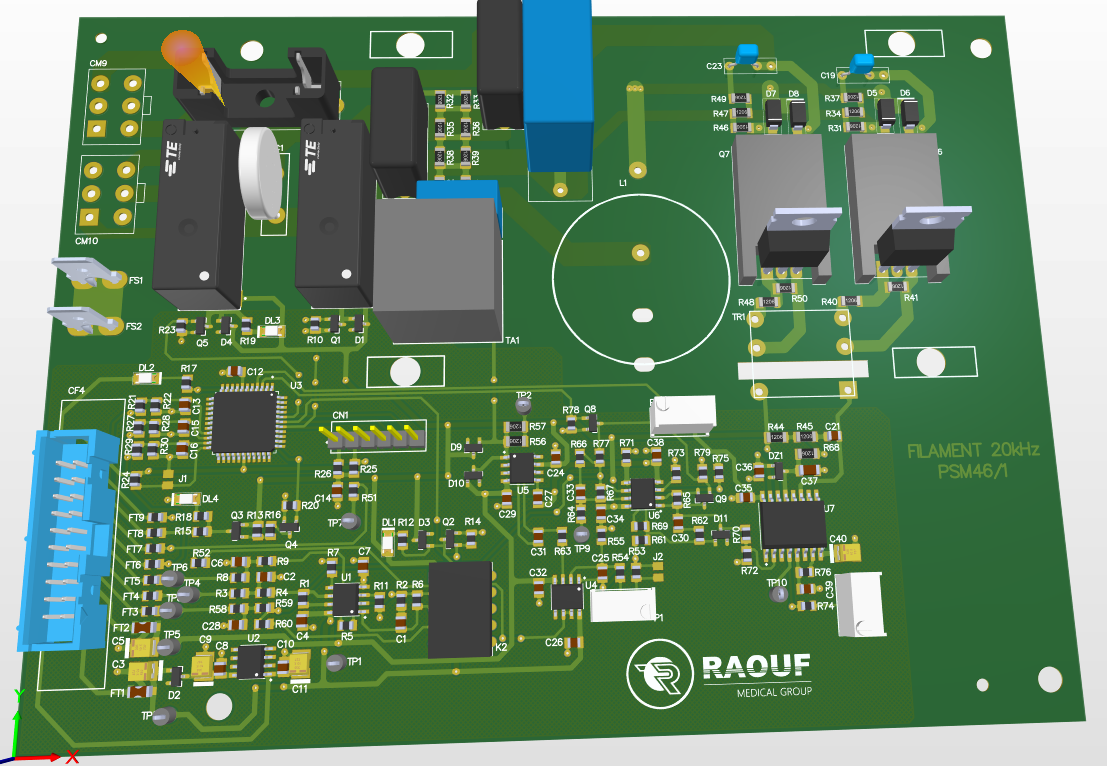 CM9
C23
C19
R32
R35
R36
R38
R39
R49
R47
R46
D7
D8
R37
R34
R31
D5
D6
TE
TE
Q7
L1
CM10
FS1
FS2
R48
R50
R40
R41
TR1
R23
Q5
D4
R19
DL3
R10
Q1
D1
TA1
DL2
R17
C12
U3
CF4
R21
R22
C13
R27
R28
C15
R29
R30
C16
R24
J1
CN1
TP2
R57
R56
D9
D10
U5
C24
C27
C29
R78
Q8
R66
R77
R71
C38
R73
R79
R75
R44
R45
C21
R68
DZ1
C36
C37
C35
FILAMENT 20kHz
PSM46/1
R26
R25
C14
R51
DL4
R20
FT9
R18
FT8
R15
Q3
R13
R16
Q4
TP7
DL1
R12
D3
Q2
R14
C33
R67
R64
C34
U6
R65
Q9
R69
R61
C30
R62
D11
R70
U7
C31
R63
TP9
R55
R53
C25
R54
J2
R72
C40
FT7
FT6
TP6
FT5
TP4
FT4
FT3
R52
C6
R9
R8
C2
R3
R4
R58
R59
C28
R60
R1
C4
R7
C7
U1
R5
R11
R2
R6
C1
K2
C32
U4
P1
C26
TP10
R76
C39
R74
FT2
C5
TP5
C3
FT1
D2
C9
C8
U2
C10
C11
TP1
TP
RAOUF
MEDICAL GROUP
Y
X